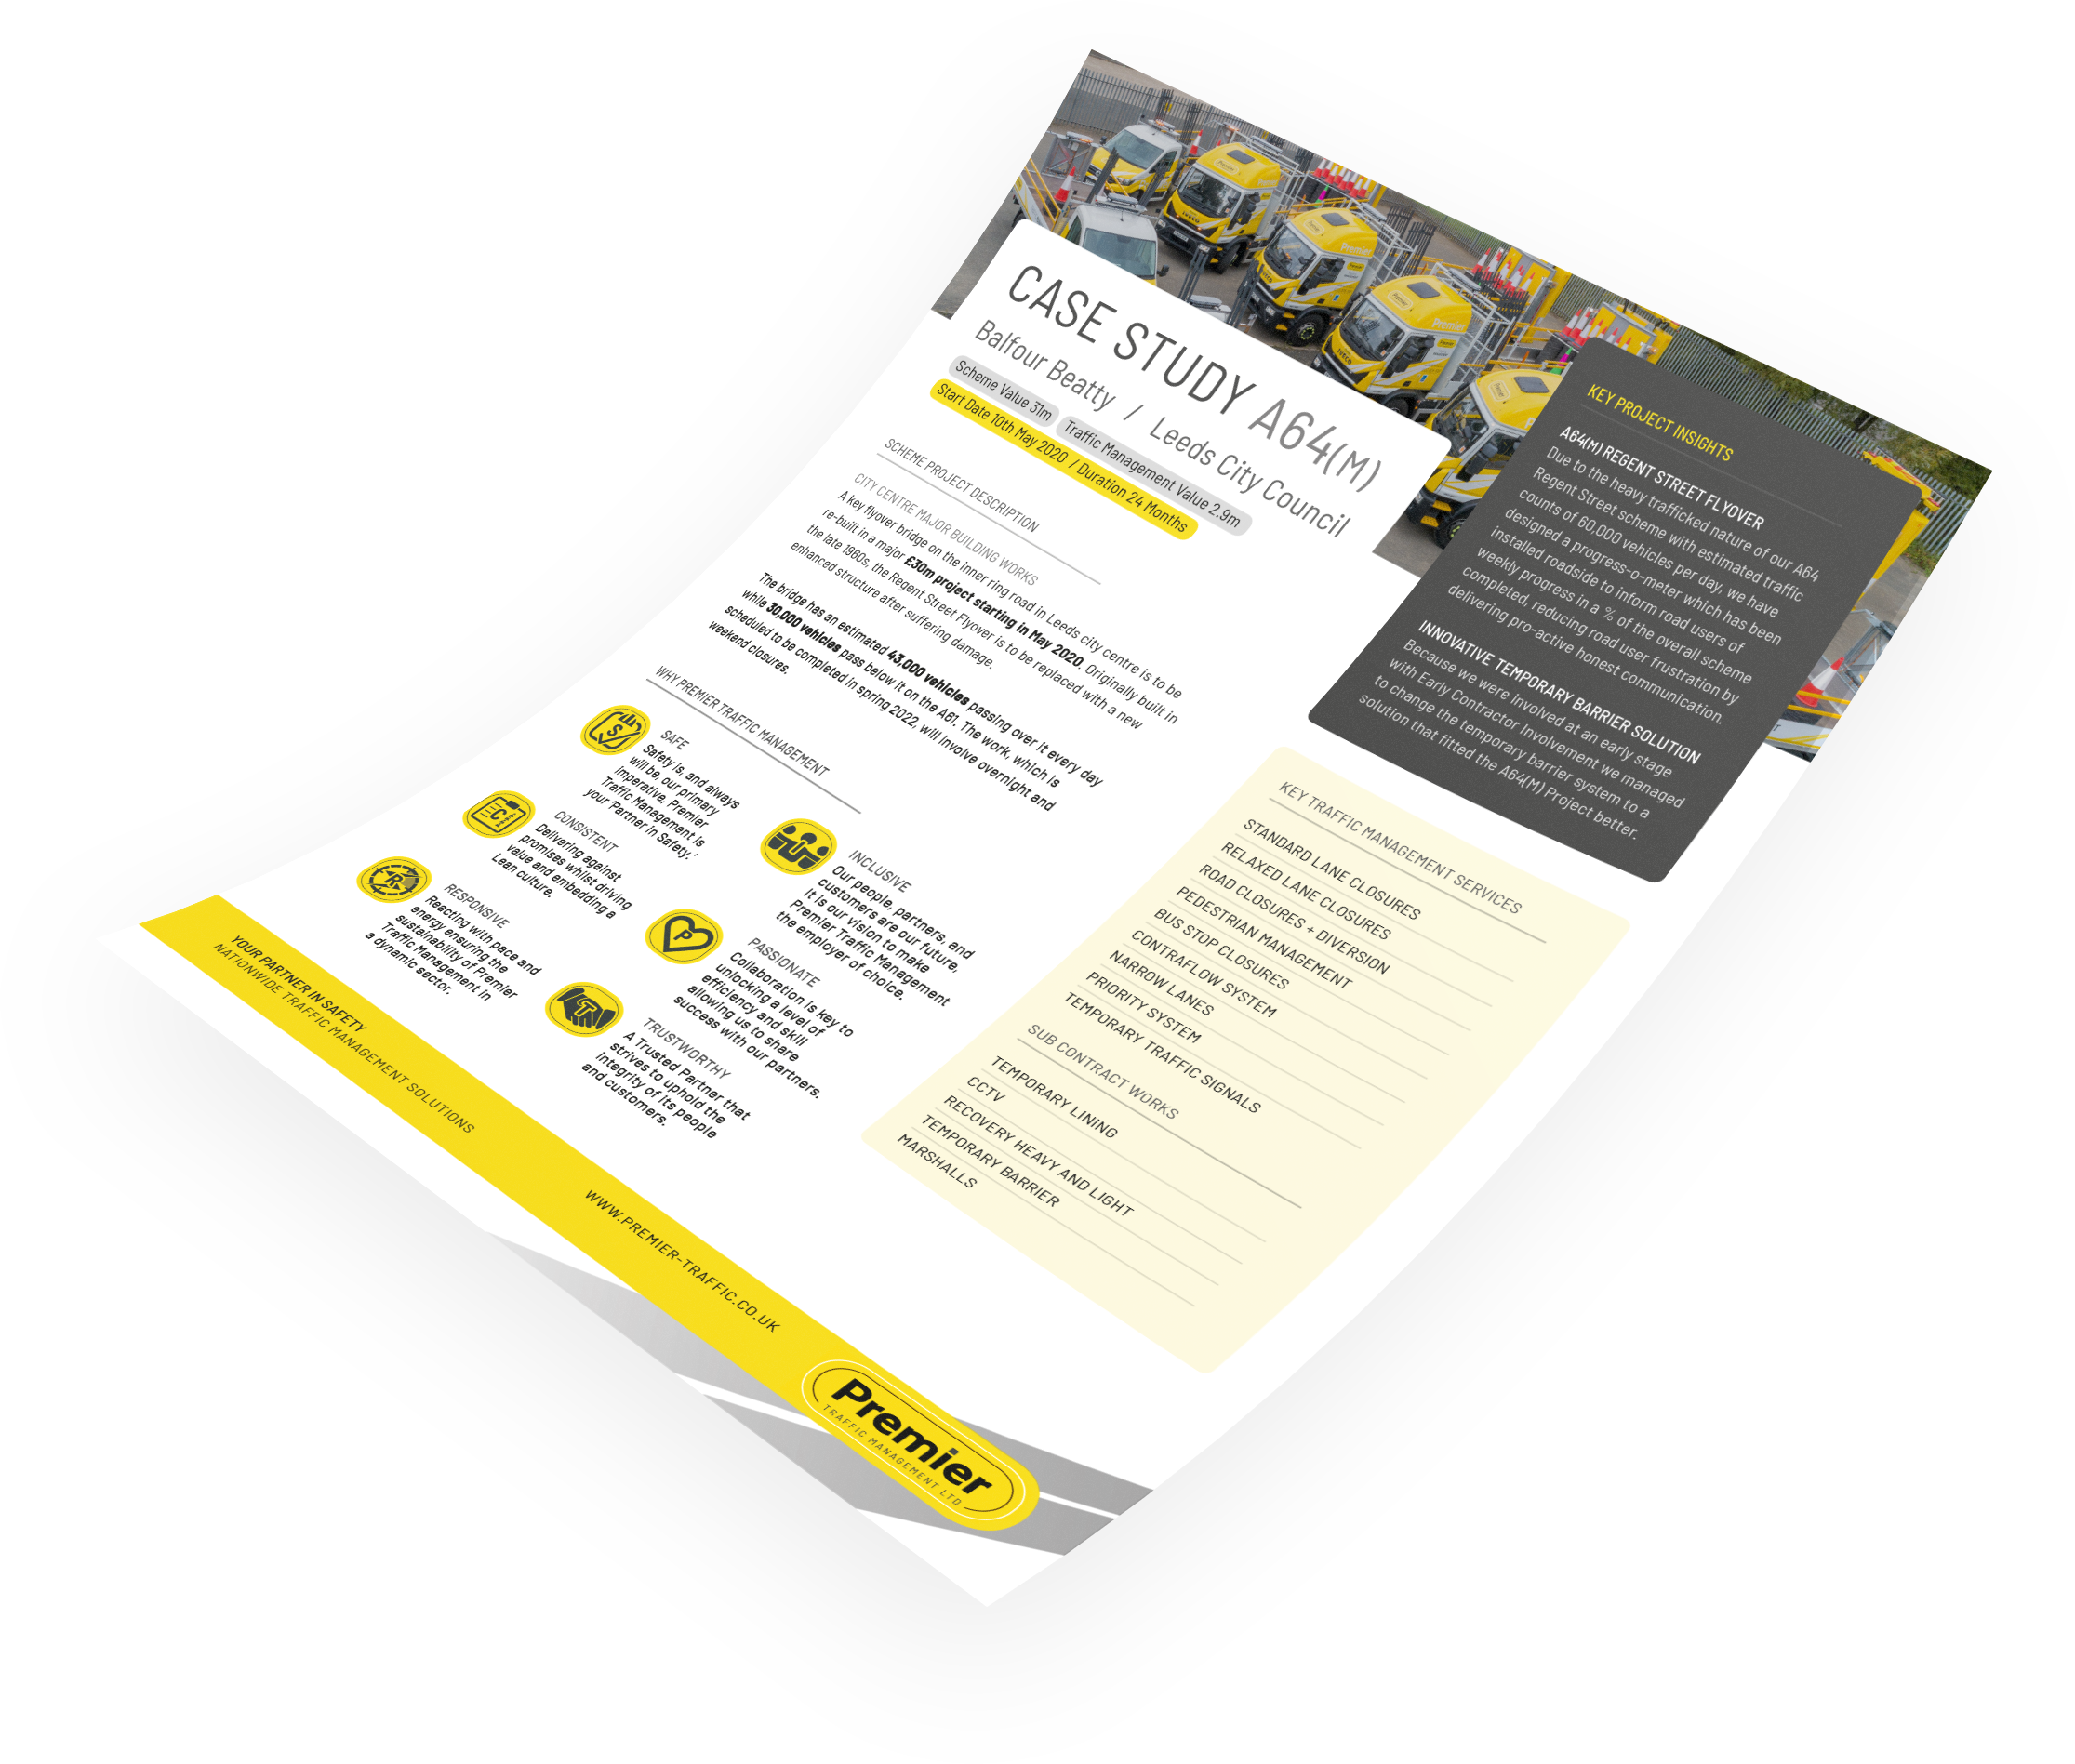 CASE STUDY A64(M)
Balfour Beatty / Leeds City Council
Scheme Value 31m
Traffic Management Value 2.9m
Start Date 10th May 2020 / Duration 24 Months
SCHEME PROJECT DESCRIPTION
CITY CENTRE MAJOR BUILDING WORKS
A key flyover bridge on the inner ring road in Leeds city centre is to be
re-built in a major £30m project starting in May 2020. Originally built in
the late 1960s, the Regent Street Flyover is to be replaced with a new
enhanced structure after suffering damage.
The bridge has an estimated 43,000 vehicles passing over it every day
while 30,000 vehicles pass below it on the A61. The work, which is
scheduled to be completed in spring 2022, will involve overnight and
weekend closures.
WHY PREMIER TRAFFIC MANAGEMENT
S
SAFE
Safety is, and always
will be, our primary
imperative, Premier
Traffic Management is
your 'Partner in Safety.'
C
CONSISTENT
Delivering against
promises whilst driving
value and embedding a
Lean culture.
R
RESPONSIVE
Reacting with pace and
energy ensuring the
sustainability of Premier
Traffic Management in
a dynamic sector.
INCLUSIVE
Our people, partners, and
customers are our future,
It is our vision to make
Premier Traffic Management
the employer of choice.
P
PASSIONATE
Collaboration is key to
unlocking a level of
efficiency and skill
allowing us to share
success with our partners.
T
TRUSTWORTHY
A Trusted Partner that
strives to uphold the
integrity of its people
and customers.
KEY PROJECT INSIGHTS
A64(M) REGENT STREET FLYOVER
Due to the heavy trafficked nature of our A64
Regent Street scheme with estimated traffic
counts of 60,000 vehicles per day, we have
designed a progress-o-meter which has been
installed roadside to inform road users of
weekly progress in a % of the overall scheme
completed, reducing road user frustration by
delivering pro-active honest communication.
INNOVATIVE TEMPORARY BARRIER SOLUTION
Because we were involved at an early stage
with Early Contractor Involvement we managed
to change the temporary barrier system to a
solution that fitted the A64(M) Project better.
KEY TRAFFIC MANAGEMENT SERVICES
STANDARD LANE CLOSURES
RELAXED LANE CLOSURES
ROAD CLOSURES + DIVERSION
PEDESTRIAN MANAGEMENT
BUS STOP CLOSURES
CONTRAFLOW SYSTEM
NARROW LANES
PRIORITY SYSTEM
TEMPORARY TRAFFIC SIGNALS
SUB CONTRACT WORKS
TEMPORARY LINING
CCTV
RECOVERY HEAVY AND LIGHT
TEMPORARY BARRIER
MARSHALLS
YOUR PARTNER IN SAFETY
NATIONWIDE TRAFFIC MANAGEMENT SOLUTIONS
WWW.PREMIER-TRAFFIC.CO.UK
Premier
TRAFFIC MANAGEMENT LTD